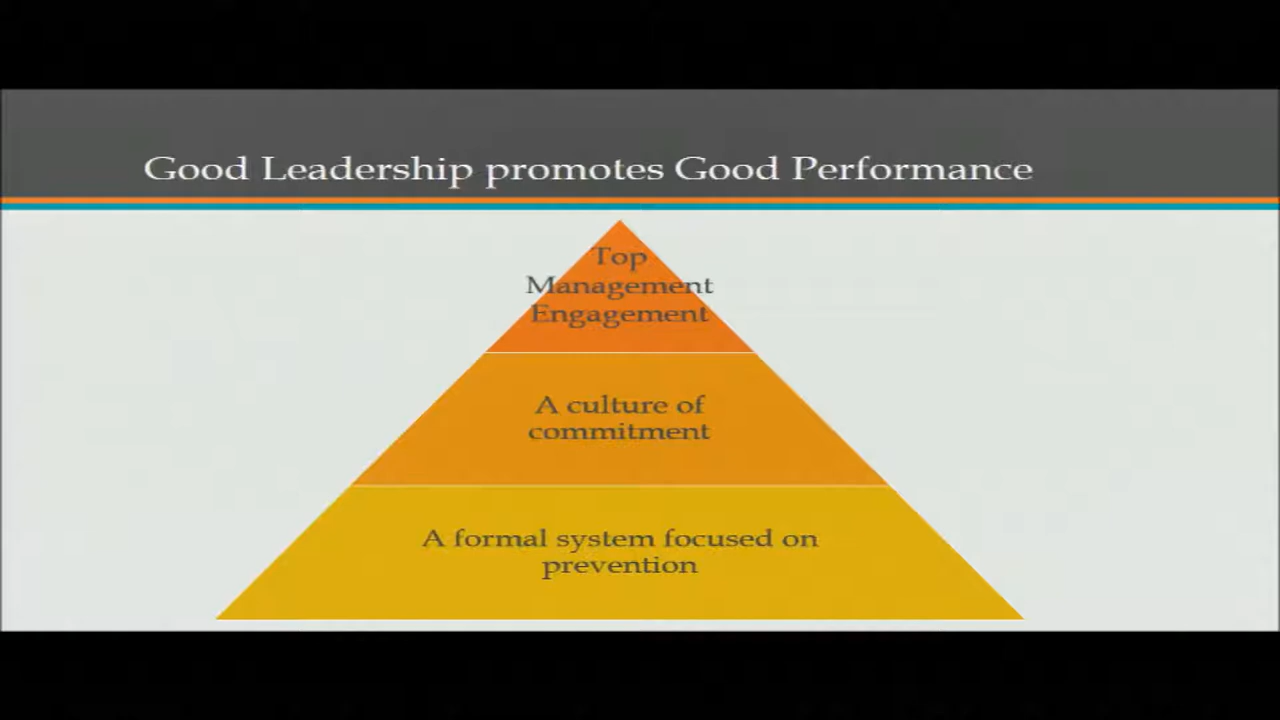 Good Leadership promotes Good Performance
Top
Management
Engagement
A culture of
commitment
A formal system focused on
prevention